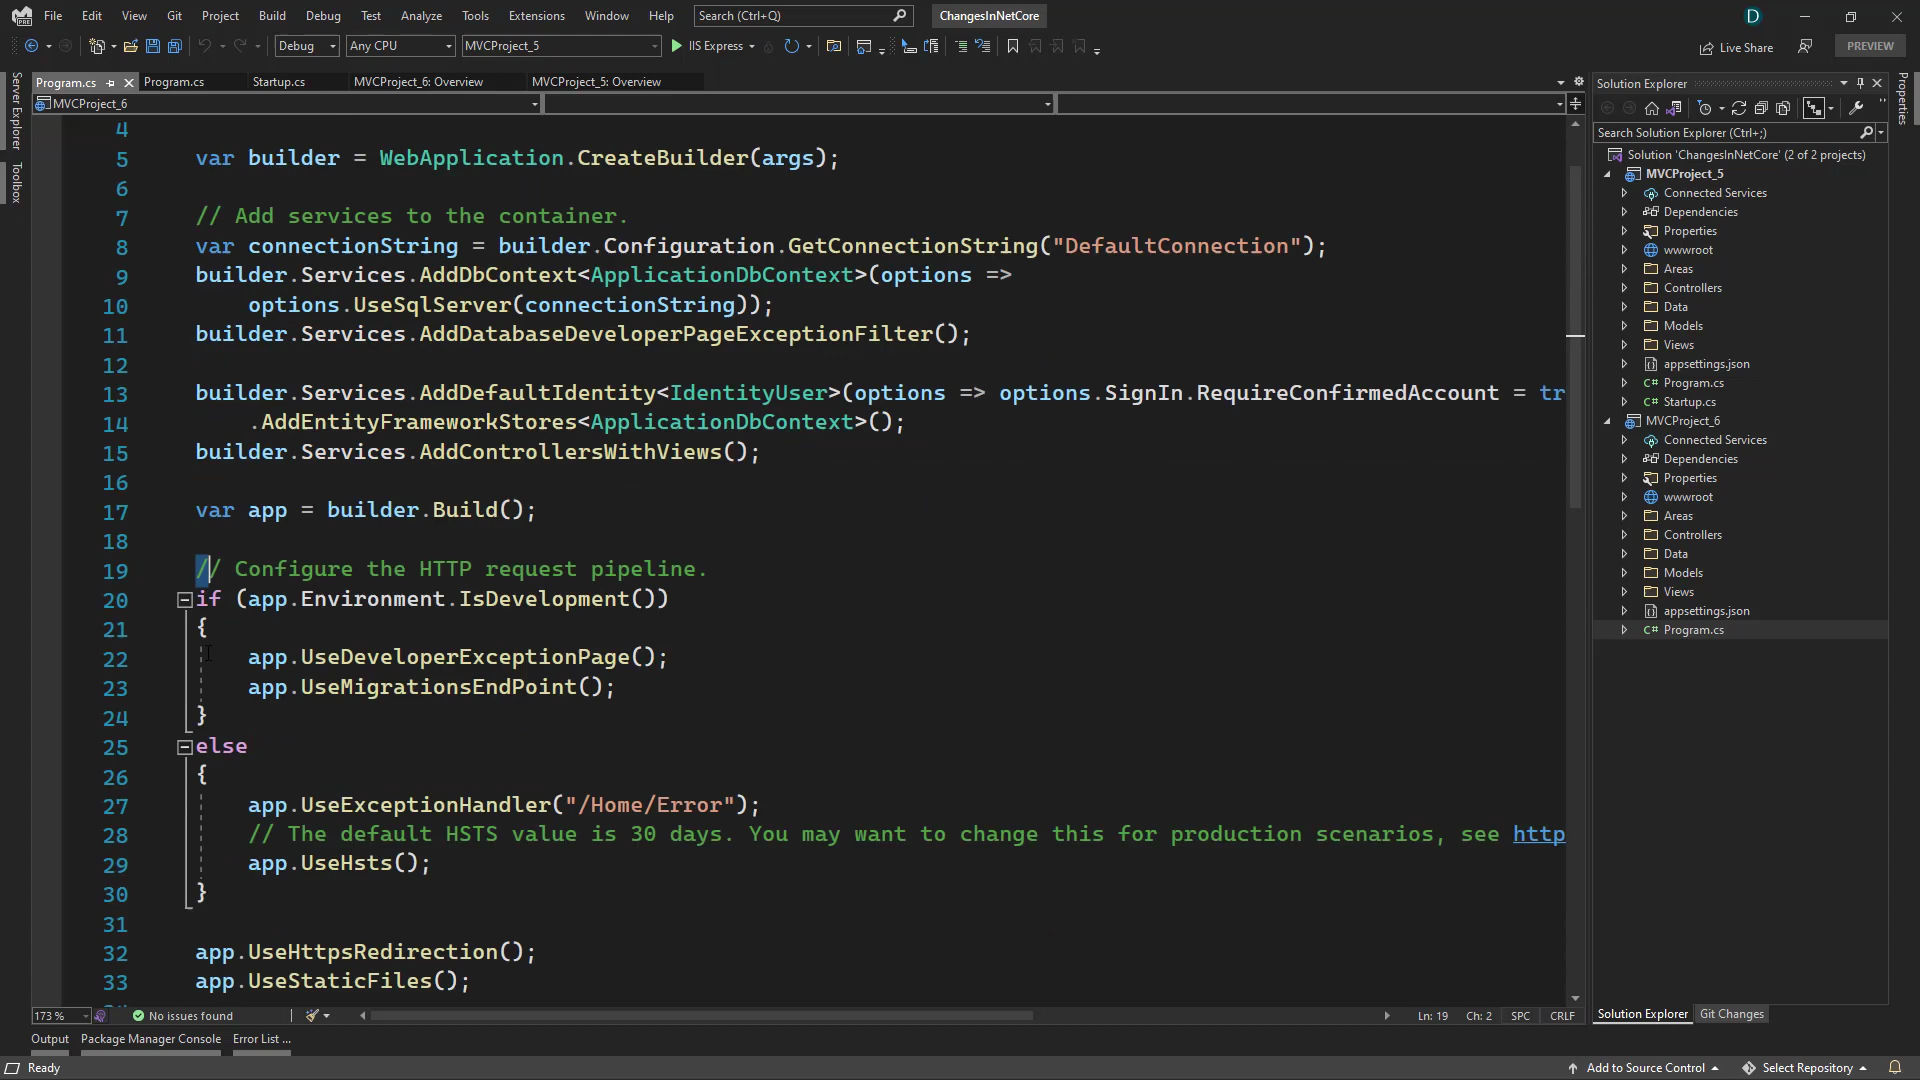 File Edit View Git Project Build Debug Test Analyze Tools Extensions Window Help Search (Ctrl+Q) ChangesInNetCore D
Debug Any CPU MVCProject_5 IIS Express Live Share PREVIEW
Program.cs Program.cs Startup.cs MVCProject_6: Overview MVCProject_5: Overview
MVCProject_6
4
5 var builder = WebApplication.CreateBuilder(args);
6
7 // Add services to the container.
8 var connectionString = builder.Configuration.GetConnectionString("DefaultConnection");
9 builder.Services.AddDbContext<ApplicationDbContext>(options =>
10 options.UseSqlServer(connectionString));
11 builder.Services.AddDatabaseDeveloperPageExceptionFilter();
12
13 builder.Services.AddDefaultIdentity<IdentityUser>(options => options.SignIn.RequireConfirmedAccount = tr
14 .AddEntityFrameworkStores<ApplicationDbContext>();
15 builder.Services.AddControllersWithViews();
16
17 var app = builder.Build();
18
19 // Configure the HTTP request pipeline.
20 if (app.Environment.IsDevelopment())
21 {
22 app.UseDeveloperExceptionPage();
23 app.UseMigrationsEndPoint();
24 }
25 else
26 {
27 app.UseExceptionHandler("/Home/Error");
28 // The default HSTS value is 30 days. You may want to change this for production scenarios, see http
29 app.UseHsts();
30 }
31
32 app.UseHttpsRedirection();
33 app.UseStaticFiles();
173 % No issues found Ln: 19 Ch: 2 SPC CRLF
Output Package Manager Console Error List ...
Ready Add to Source Control Select Repository
Server Explorer
Toolbox
Solution Explorer
Search Solution Explorer (Ctrl+;)
Solution 'ChangesInNetCore' (2 of 2 projects)
MVCProject_5
Connected Services
Dependencies
Properties
wwwroot
Areas
Controllers
Data
Models
Views
appsettings.json
C# Program.cs
C# Startup.cs
MVCProject_6
Connected Services
Dependencies
Properties
wwwroot
Areas
Controllers
Data
Models
Views
appsettings.json
C# Program.cs
Solution Explorer Git Changes
Properties